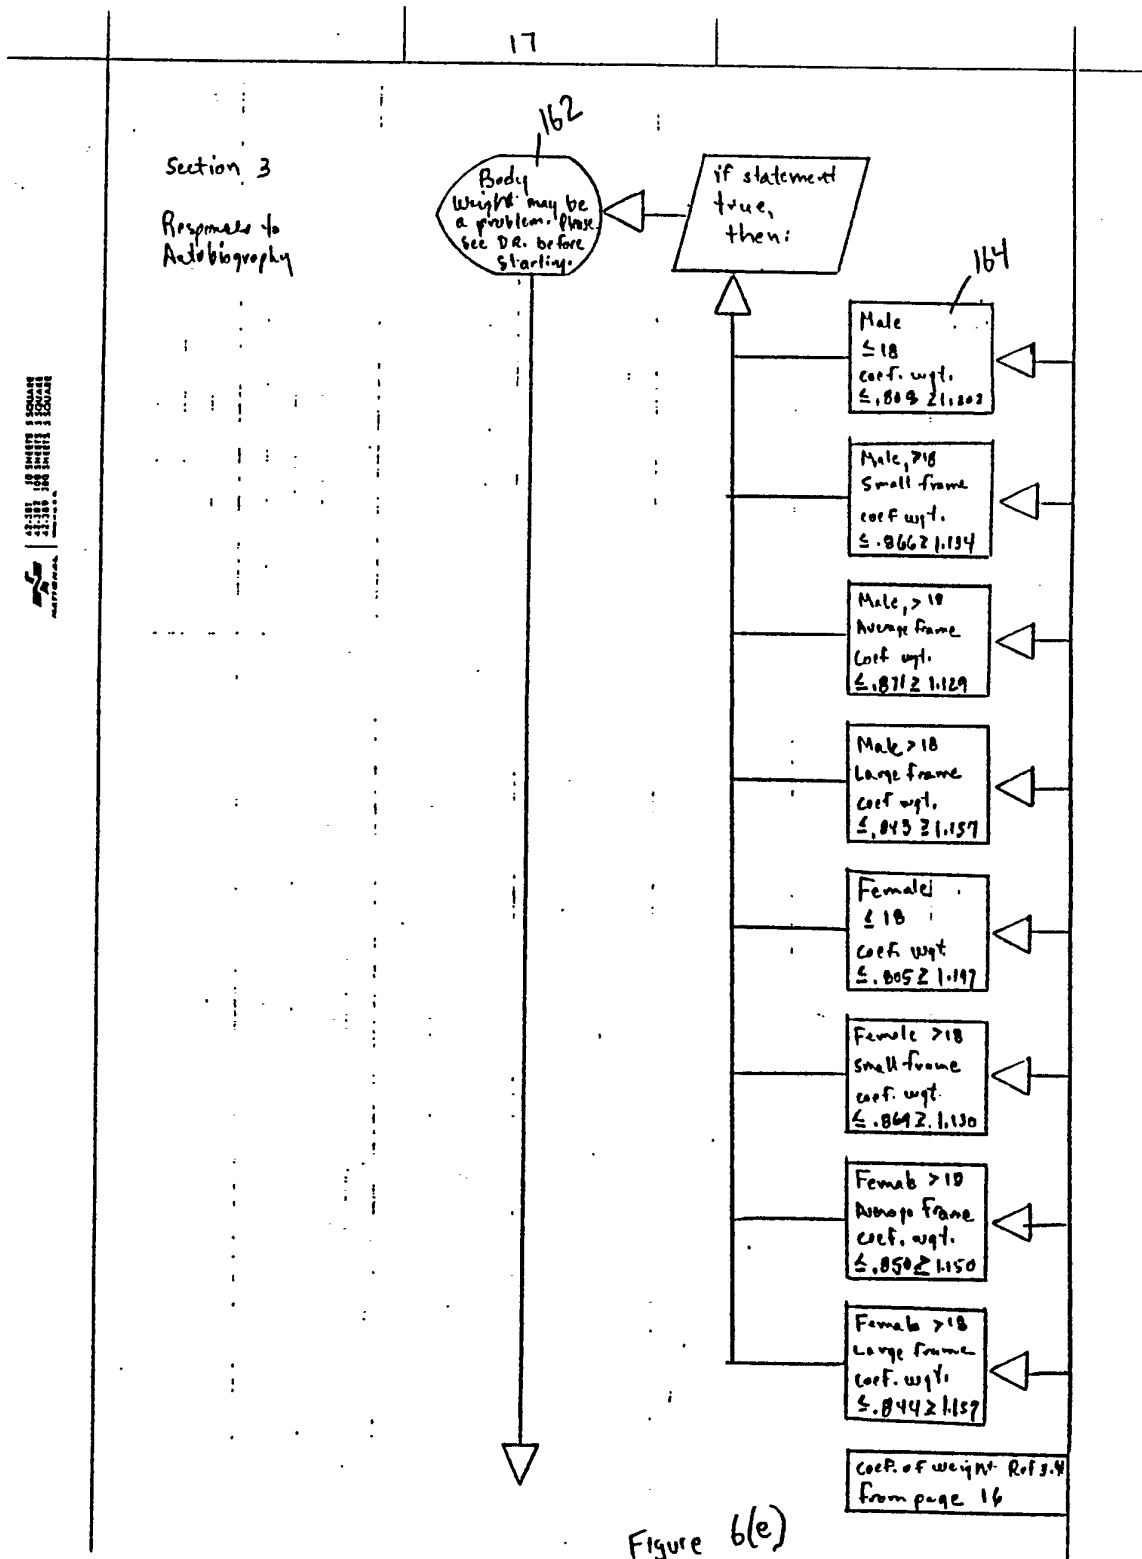 17
162
Section 3
Responses to
Autobiography
Body
Weight may be
a problem. Please
see DR. before
starting.
if statement
true,
then:
164
Male
≤ 18
coef. wgt.
Male, >18
Small frame
coef wgt.
≤ .866 ≥ 1.134
Male, > 18
Average frame
coef wgt.
≤ .871 ≥ 1.129
Male > 18
Large frame
coef wgt.
≤ .843 ≥ 1.157
Female
≤ 18
coef. wgt
≤ .805 ≥ 1.197
Female >18
small frame
coef. wgt.
≥ 1.130
Female >18
Average frame
coef. wgt.
≤ .850 ≥ 1.150
Female >18
Large frame
coef. wgt.
≤ .844 ≥
coef. of weight Ref 3.4
from page 16
NATIONAL
Figure 6(e)